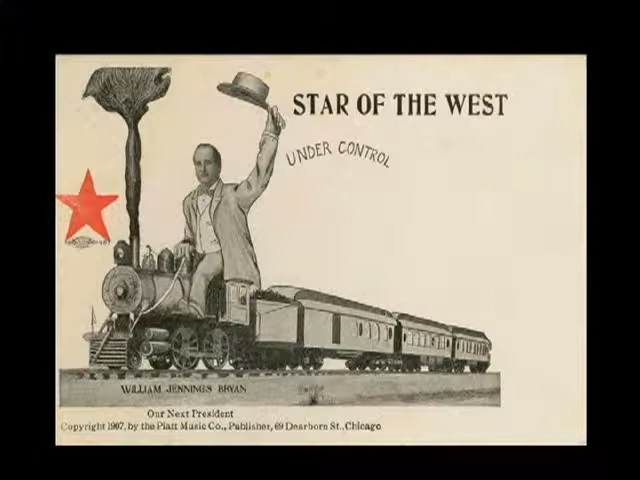 STAR OF THE WEST
UNDER CONTROL
WILLIAM JENNINGS BRYAN
Our Next President
Copyright 1907, by the Platt Music Co., Publisher, 69 Dearborn St., Chicago